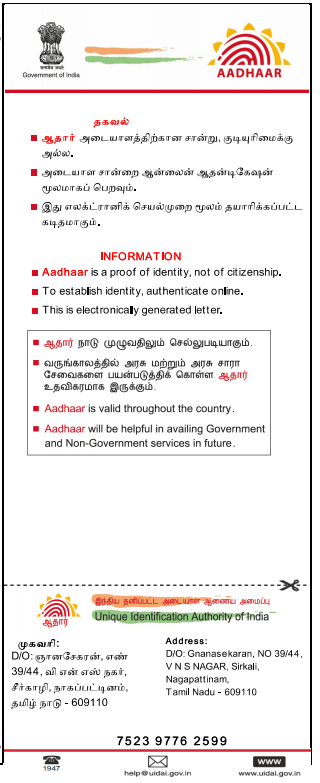 सत्यमेव जयते
Government of India
AADHAAR
தகவல்
ஆதார் அடையாளத்திற்கான சான்று, குடியுரிமைக்கு
அல்ல.
அடையாள சான்றை ஆன்லைன் ஆதன்டிகேஷன்
மூலமாகப் பெறவும்.
இது எலக்ட்ரானிக் செயல்முறை மூலம் தயாரிக்கப்பட்ட
கடிதமாகும்.
INFORMATION
Aadhaar is a proof of identity, not of citizenship.
To establish identity, authenticate online.
This is electronically generated letter.
ஆதார் நாடு முழுவதிலும் செல்லுபடியாகும்.
வருங்காலத்தில் அரசு மற்றும் அரசு சாரா
சேவைகளை பயன்படுத்திக் கொள்ள ஆதார்
உதவிகரமாக இருக்கும்.
Aadhaar is valid throughout the country.
Aadhaar will be helpful in availing Government
and Non-Government services in future.
இந்திய தனிப்பட்ட அடையாள ஆணைய அமைப்பு
Unique Identification Authority of India
ஆதார்
முகவரி:
D/O: ஞானசேகரன், எண்
39/44, வி என் எஸ் நகர்,
சீர்காழி, நாகப்பட்டினம்,
தமிழ் நாடு - 609110
Address:
D/O: Gnanasekaran, NO 39/44,
V N S NAGAR, Sirkali,
Nagapattinam,
Tamil Nadu - 609110
7523 9776 2599
1947
help@uidai.gov.in
www
www.uidai.gov.in